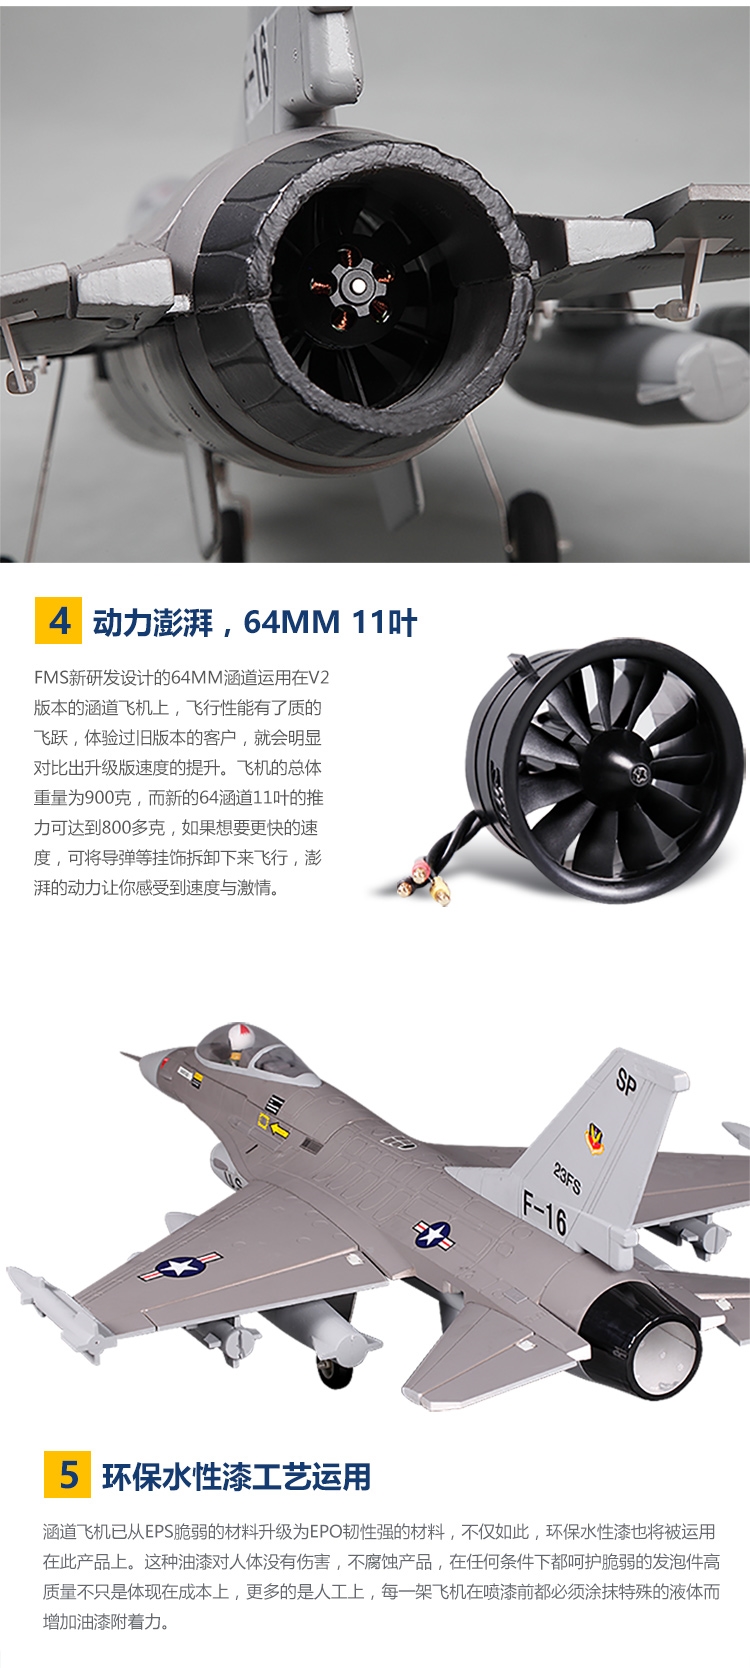 F-16
4 动力澎湃，64MM 11叶
FMS新研发设计的64MM涵道运用在V2
版本的涵道飞机上，飞行性能有了质的
飞跃，体验过旧版本的客户，就会明显
对比出升级版速度的提升。飞机的总体
重量为900克，而新的64涵道11叶的推
力可达到800多克，如果想要更快的速
度，可将导弹等挂饰拆卸下来飞行，澎
湃的动力让你感受到速度与激情。
SP
23FS
F-16
5 环保水性漆工艺运用
涵道飞机已从EPS脆弱的材料升级为EPO韧性强的材料，不仅如此，环保水性漆也将被运用
在此产品上。这种油漆对人体没有伤害，不腐蚀产品，在任何条件下都呵护脆弱的发泡件高
质量不只是体现在成本上，更多的是人工上，每一架飞机在喷漆前都必须涂抹特殊的液体而
增加油漆附着力。